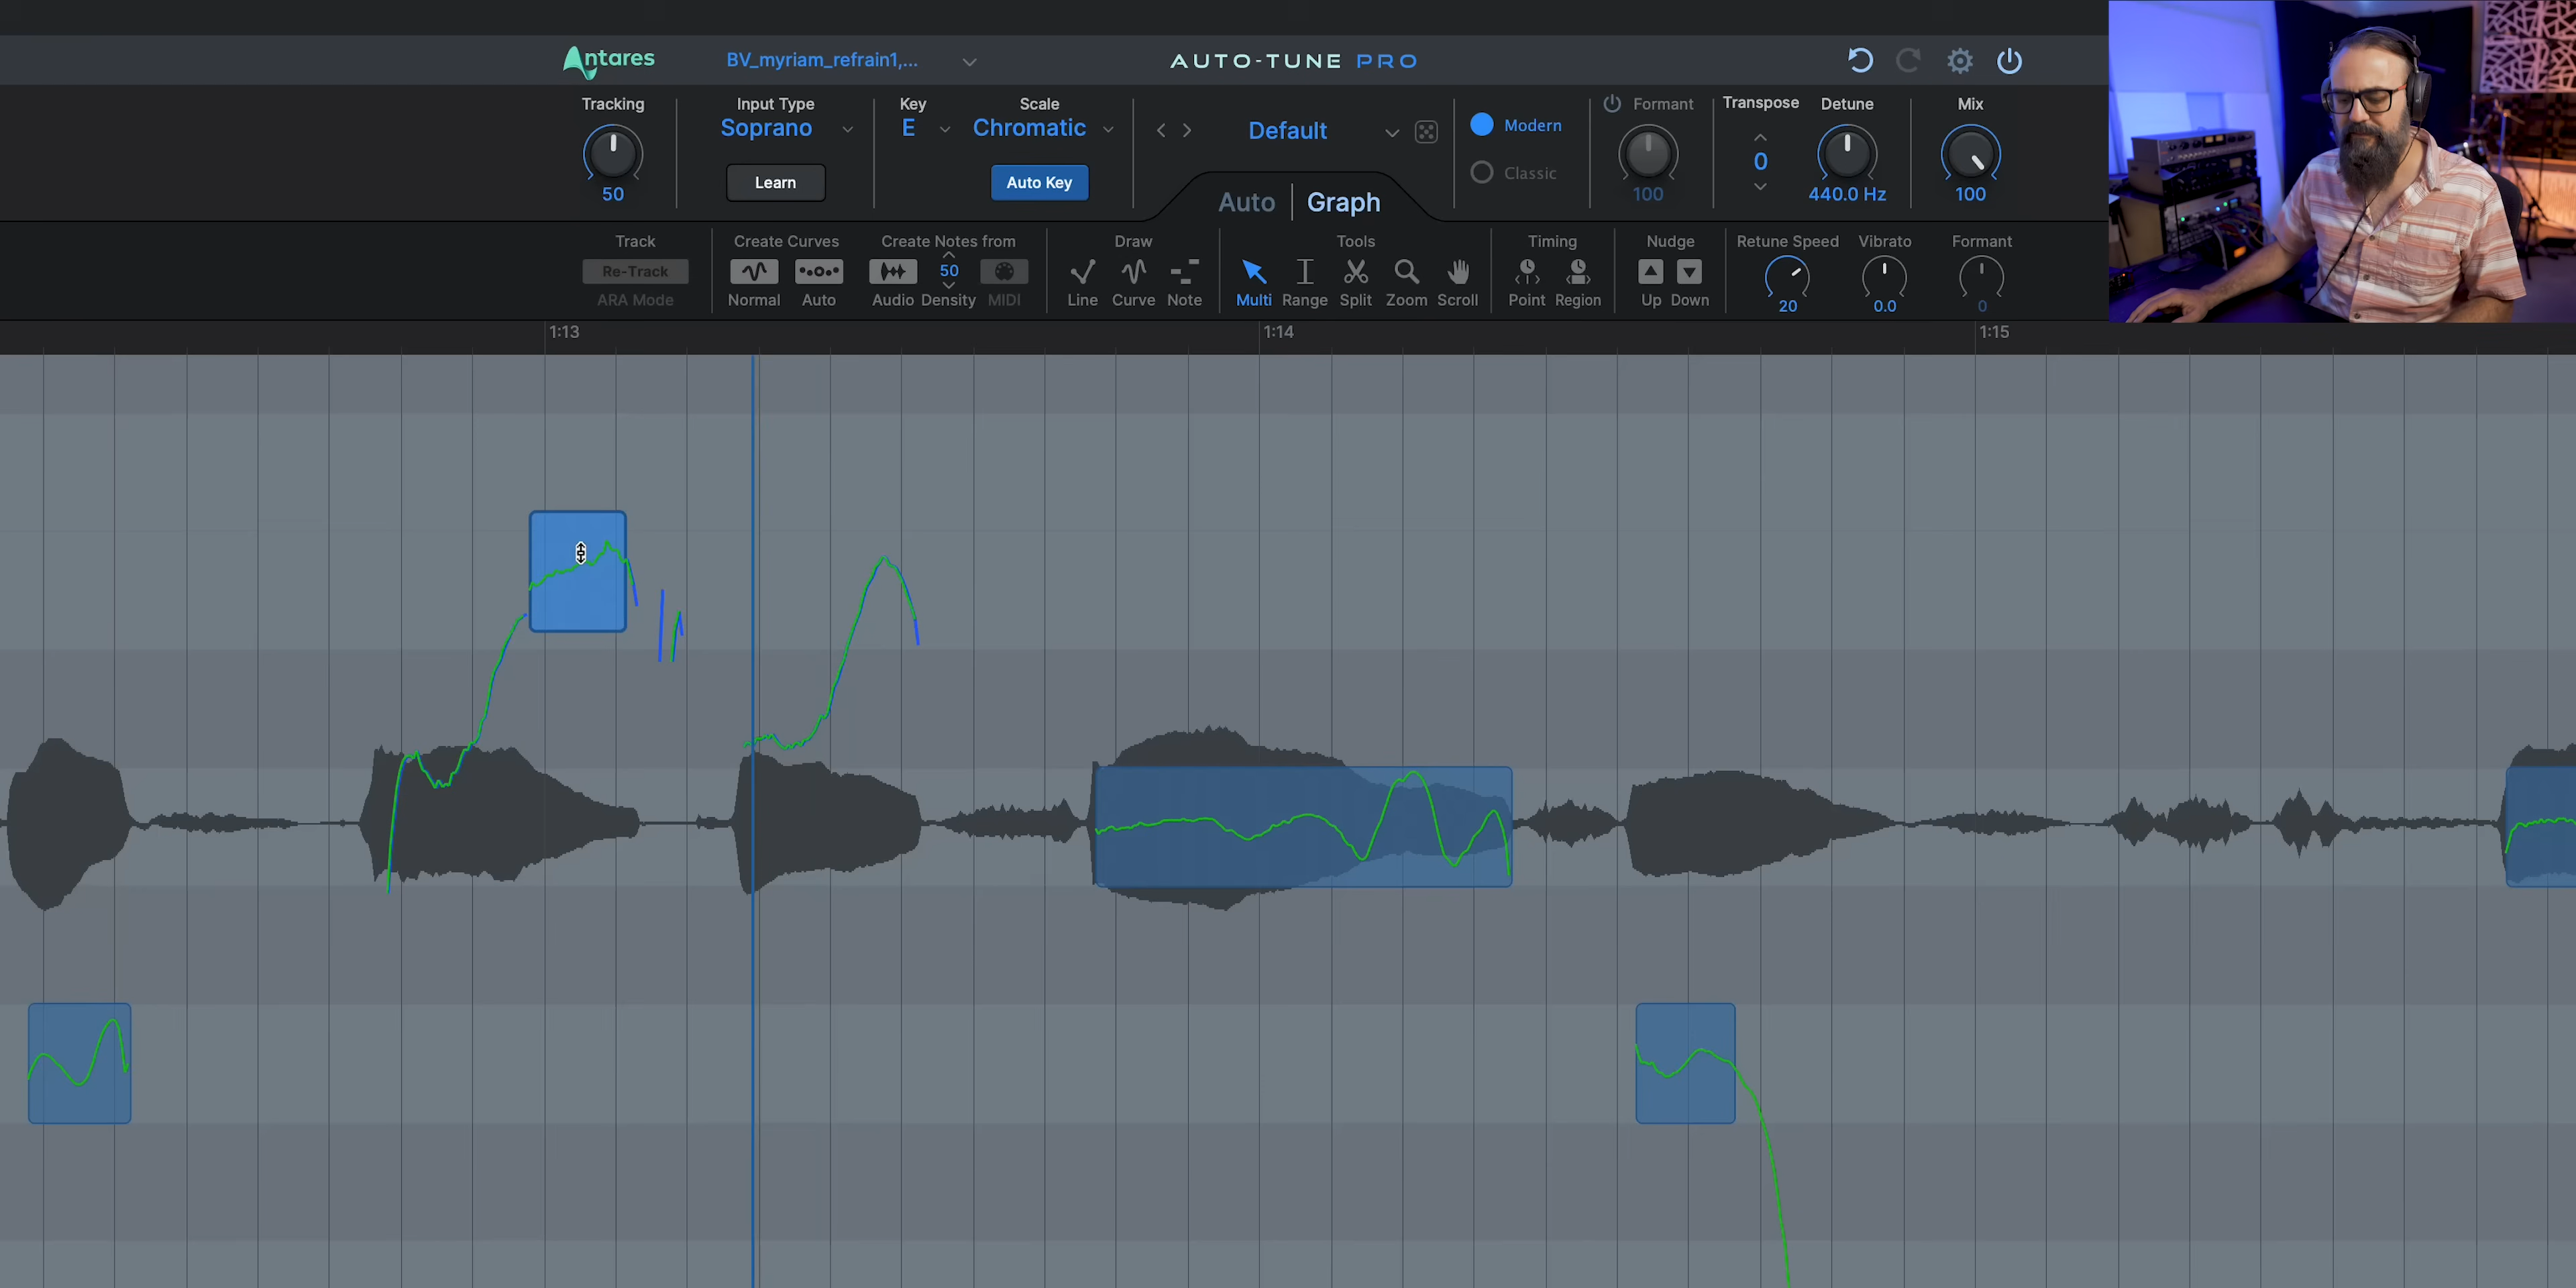 Antares
BV_myriam_refrain1,...
AUTO-TUNE PRO
Tracking
50
Input Type
Soprano
Learn
Key
E
Scale
Chromatic
Auto Key
Default
Modern
Classic
Formant
100
Transpose
0
Detune
440.0 Hz
Mix
100
Auto | Graph
Track
Re-Track
ARA Mode
Create Curves
Normal
Auto
Create Notes from
50
Audio
Density
MIDI
Draw
Line
Curve
Note
Tools
Multi
Range
Split
Zoom
Scroll
Timing
Point
Region
Nudge
Up
Down
Retune Speed
20
Vibrato
0.0
Formant
0
1:13
1:14
1:15